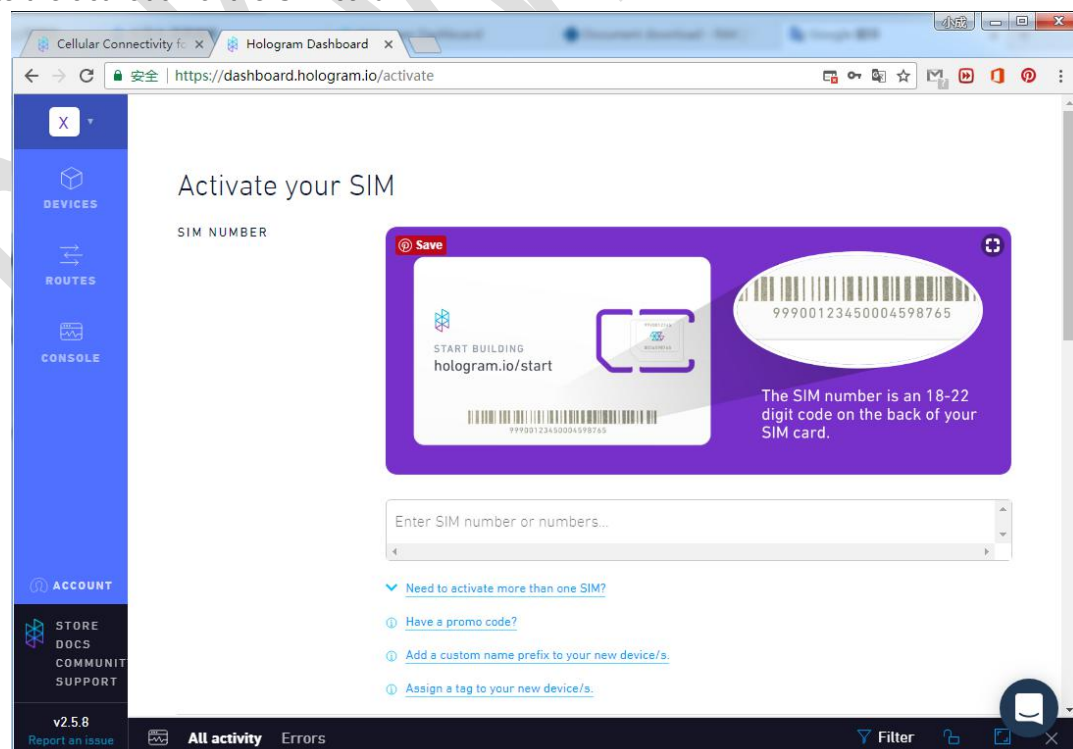 小成
Cellular Connectivity fo
Hologram Dashboard
安全 | https://dashboard.hologram.io/activate
X
DEVICES
ROUTES
CONSOLE
ACCOUNT
STORE
DOCS
COMMUNIT
SUPPORT
v2.5.8
Report an issue
Activate your SIM
SIM NUMBER
Save
START BUILDING
hologram.io/start
99900123450004598765
99900123450004598765
The SIM number is an 18-22
digit code on the back of your
SIM card.
Enter SIM number or numbers...
Need to activate more than one SIM?
Have a promo code?
Add a custom name prefix to your new device/s.
Assign a tag to your new device/s.
All activity Errors
Filter